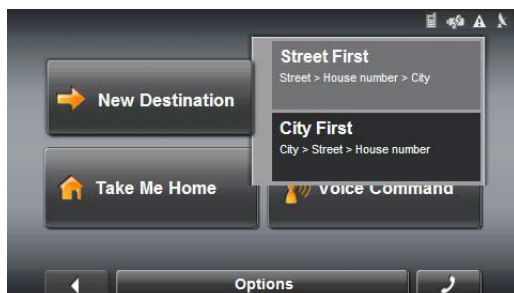 Street First
Street > House number > City
New Destination
City First
City > Street > House number
Take Me Home
Voice Command
Options